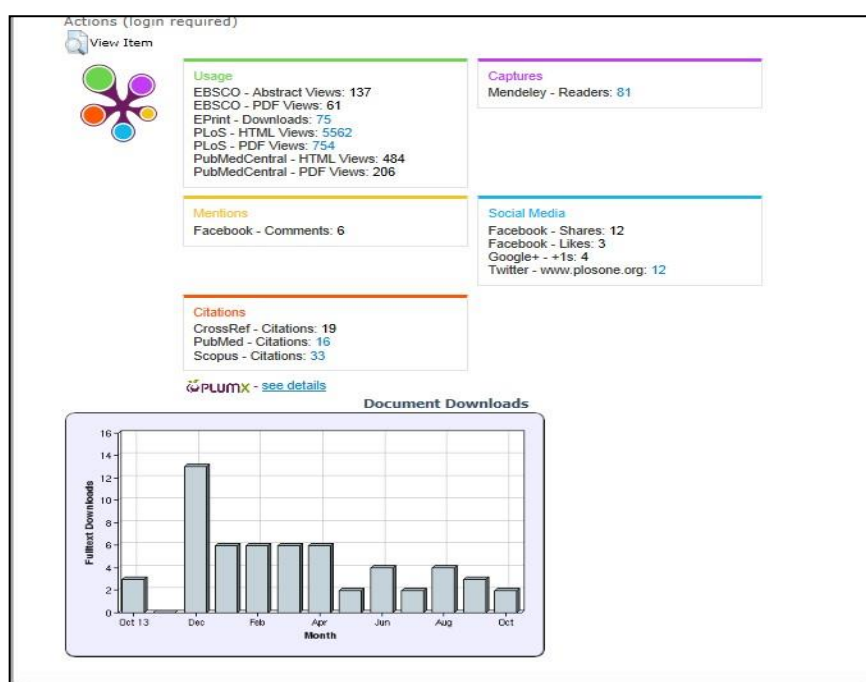 Actions (login required)
View Item
Usage
EBSCO - Abstract Views: 137
EBSCO - PDF Views: 61
EPrint - Downloads: 75
PLoS - HTML Views: 5562
PLoS - PDF Views: 754
PubMedCentral - HTML Views: 484
PubMedCentral - PDF Views: 206
Captures
Mendeley - Readers: 81
Mentions
Facebook - Comments: 6
Social Media
Facebook - Shares: 12
Facebook - Likes: 3
Google+ - +1s: 4
Twitter - www.plosone.org: 12
Citations
CrossRef - Citations: 19
PubMed - Citations: 16
Scopus - Citations: 33
PLUMX - see details
Document Downloads
16
14
12
10
8
6
4
2
0
Fulltext Downloads
Oct 13 Dec Feb Apr Jun Aug Oct
Month